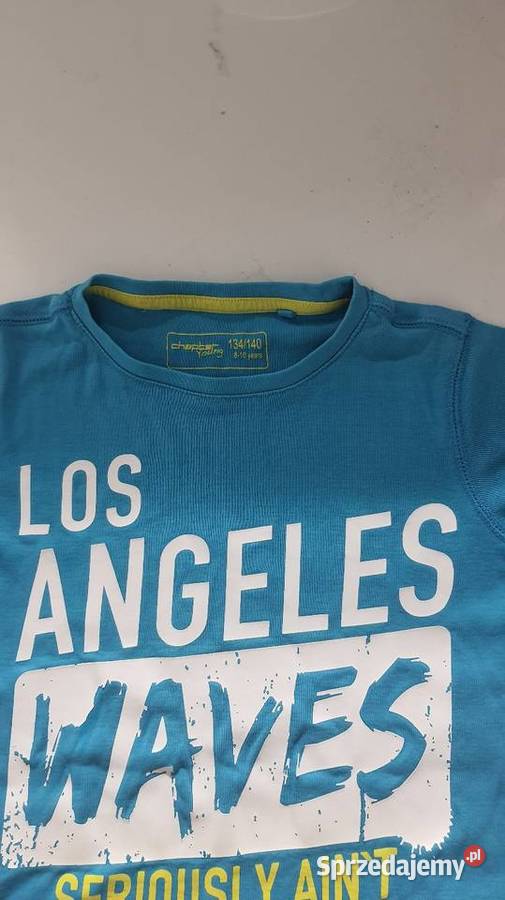 chapter young 134/140
8-10 years
LOS
ANGELES
WAVES
SERIOUSLY AIN'T
Sprzedajemy.pl